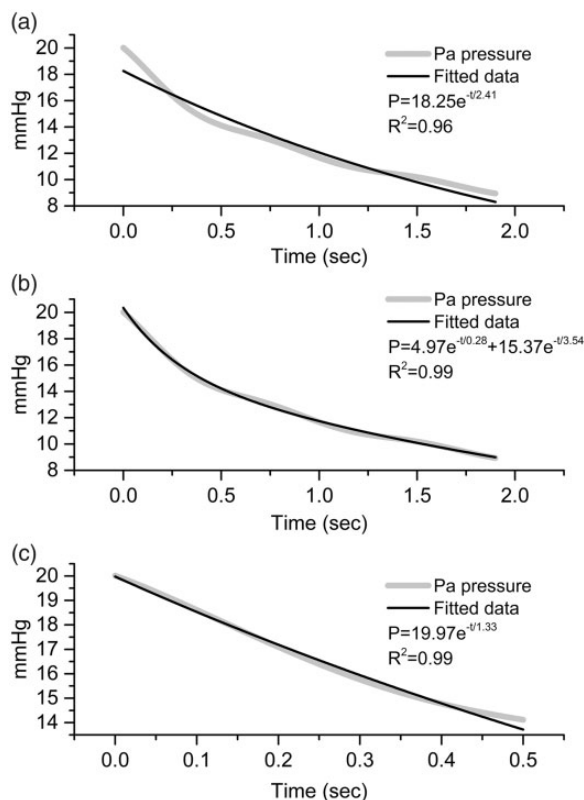 (a)
20
18
16
14
12
10
8
mmHg
Pa pressure
Fitted data
P=18.25e-t/2.41
R2=0.96
0.0 0.5 1.0 1.5 2.0
Time (sec)
(b)
20
18
16
14
12
10
8
mmHg
Pa pressure
Fitted data
P=4.97e-t/0.28+15.37e-t/3.54
R2=0.99
0.0 0.5 1.0 1.5 2.0
Time (sec)
(c)
20
19
18
17
16
15
14
mmHg
Pa pressure
Fitted data
P=19.97e-t/1.33
R2=0.99
0.0 0.1 0.2 0.3 0.4 0.5
Time (sec)